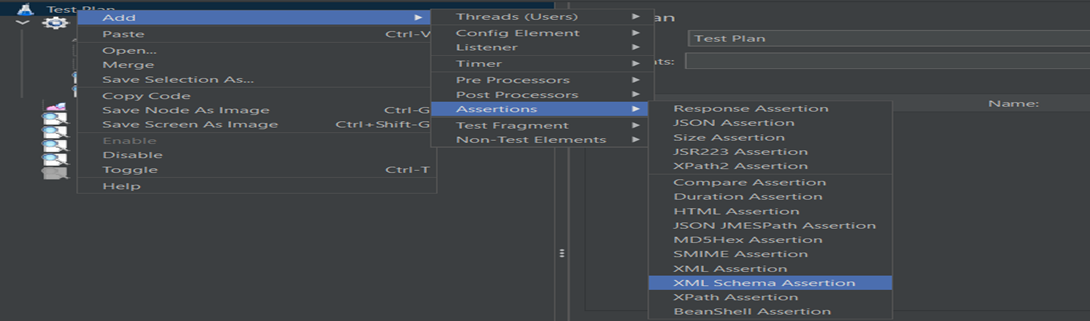 Test Plan
Add
Paste Ctrl-V
Open...
Merge
Save Selection As...
Copy Code
Save Node As Image Ctrl-G
Save Screen As Image Ctrl+Shift-G
Enable
Disable
Toggle Ctrl-T
Help
Threads (Users)
Config Element
Listener
Timer
Pre Processors
Post Processors
Assertions
Test Fragment
Non-Test Elements
Response Assertion
JSON Assertion
Size Assertion
JSR223 Assertion
XPath2 Assertion
Compare Assertion
Duration Assertion
HTML Assertion
JSON JMESPath Assertion
MD5Hex Assertion
SMIME Assertion
XML Assertion
XML Schema Assertion
XPath Assertion
BeanShell Assertion
an
Test Plan
ts:
Name: